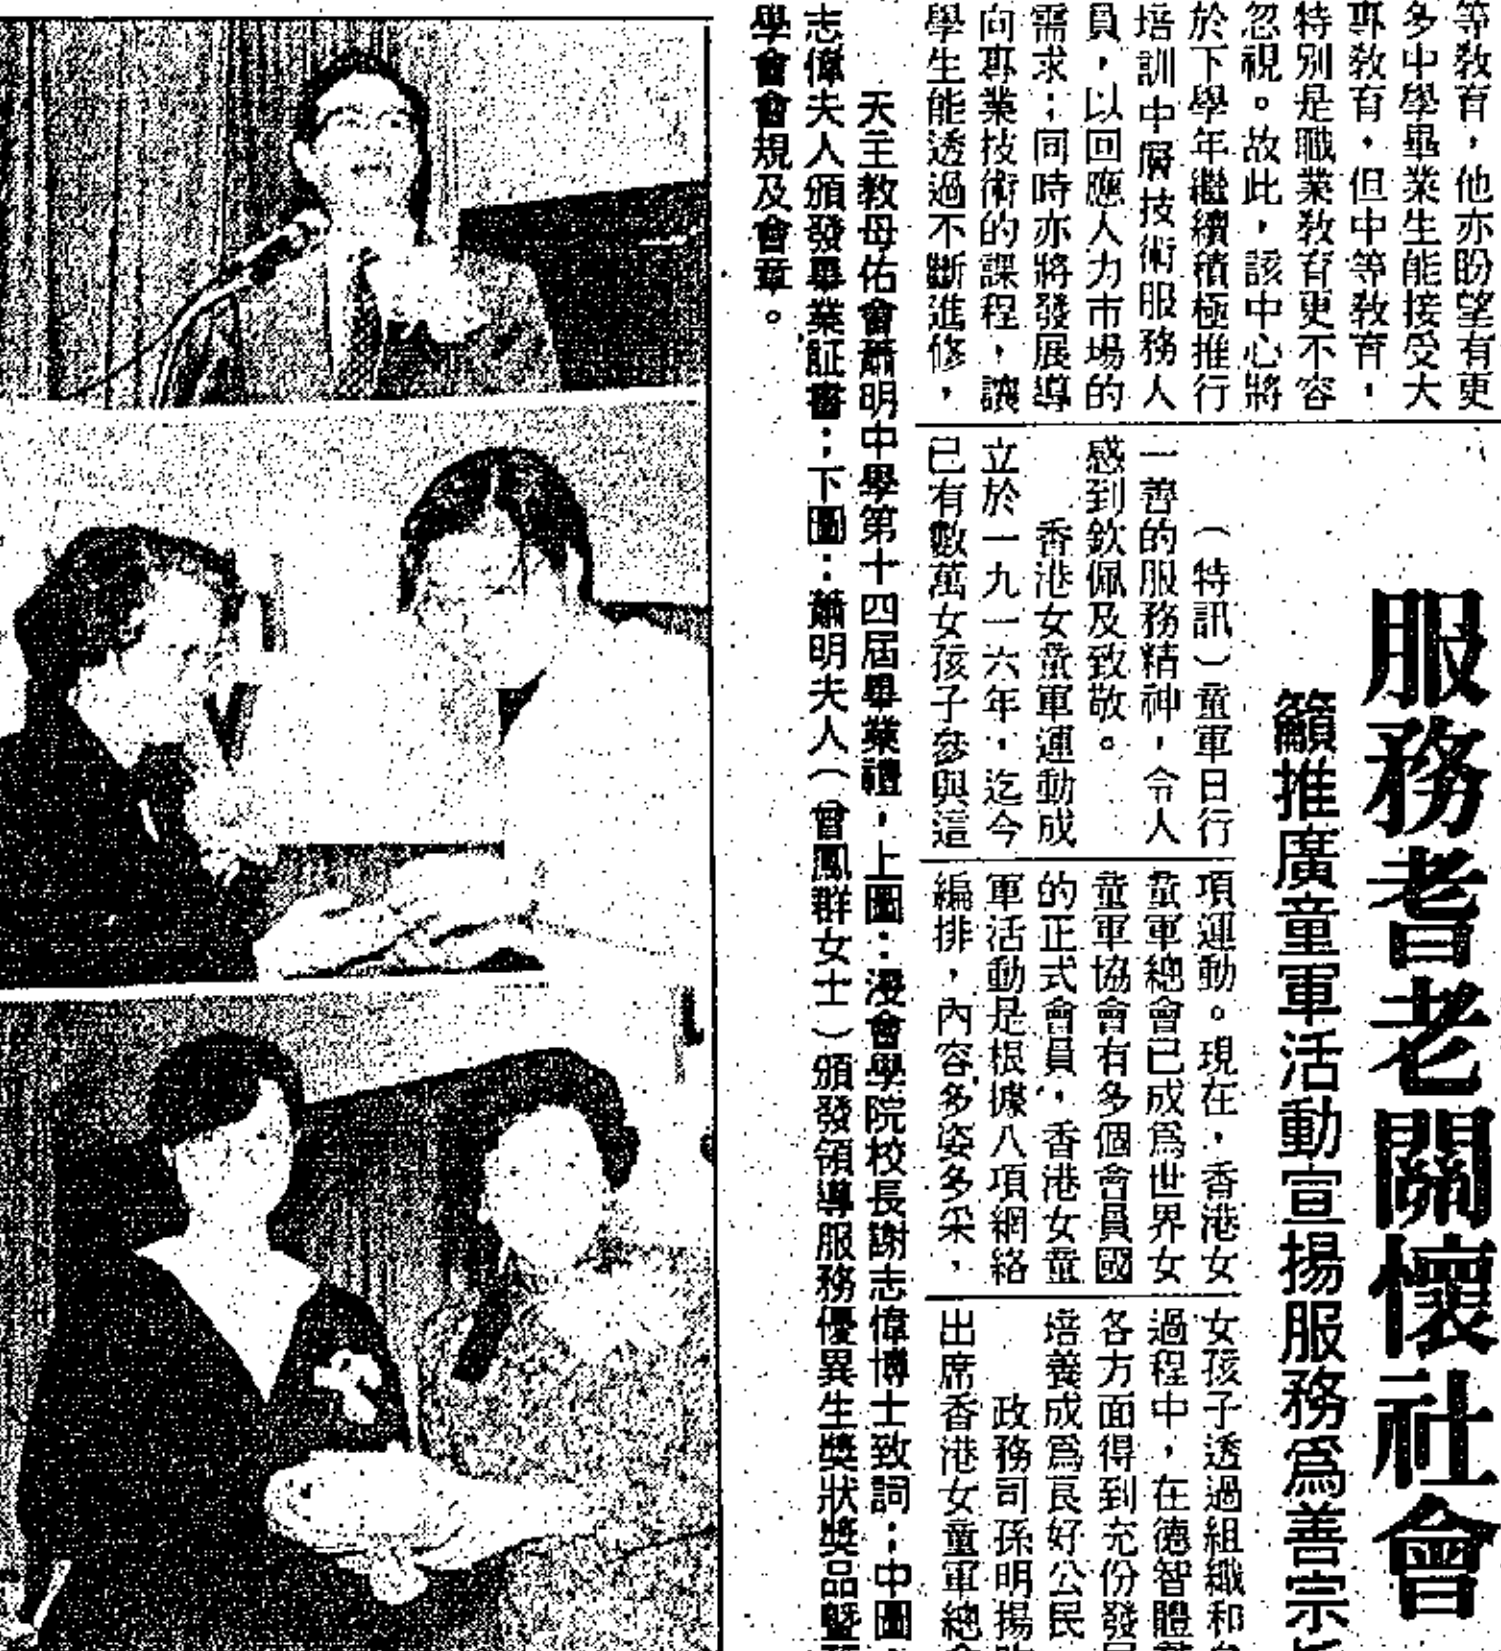 等教育，他亦盼望有更
多中學畢業生能接受大
專教育，但中等教育，
特別是職業教育更不容
忽視。故此，該中心將
於下學年繼續積極推行
培訓中層技術服務人
員，以回應人力市場的
需求；同時亦將發展導
向專業技術的課程，讓
學生能透過不斷進修，
服務耆老關懷社會
籲推廣童軍活動宣揚服務為善宗
（特訊）童軍日行
一善的服務精神，令人
感到欽佩及致敬。
香港女童軍運動成
立於一九一六年，迄今
已有數萬女孩子參與這
項運動。現在，香港女
童軍總會已成爲世界女
童軍協會有多個會員國
的正式會員，香港女童
軍活動是根據八項網絡
編排，內容多姿多采，
女孩子透過組織和
過程中，在德智體
各方面得到充份發
培養成爲良好公民
政務司孫明揚
出席香港女童軍總
天主教母佑會蕭明中學第十四屆畢業禮，上圖：浸會學院校長謝志偉博士致詞；中圖
志偉夫人頒發畢業証書；下圖：蕭明夫人（曾鳳群女士）頒發領導服務優異生獎狀獎品暨
學會會規及會章。